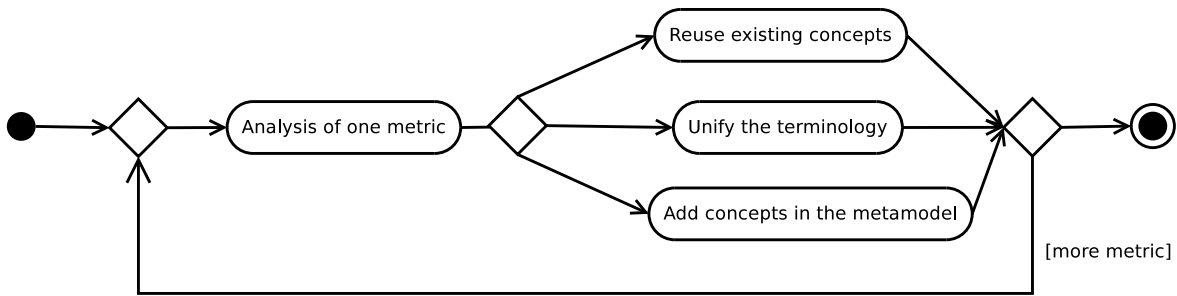 Reuse existing concepts
Analysis of one metric
Unify the terminology
Add concepts in the metamodel
[more metric]